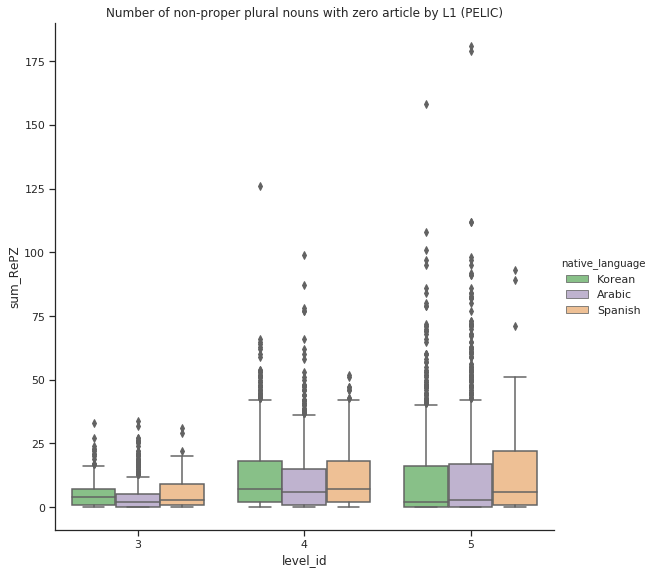 Number of non-proper plural nouns with zero article by L1 (PELIC)
175
150
125
100
75
50
25
0
sum_RePZ
3
4
5
level_id
native_language
Korean
Arabic
Spanish